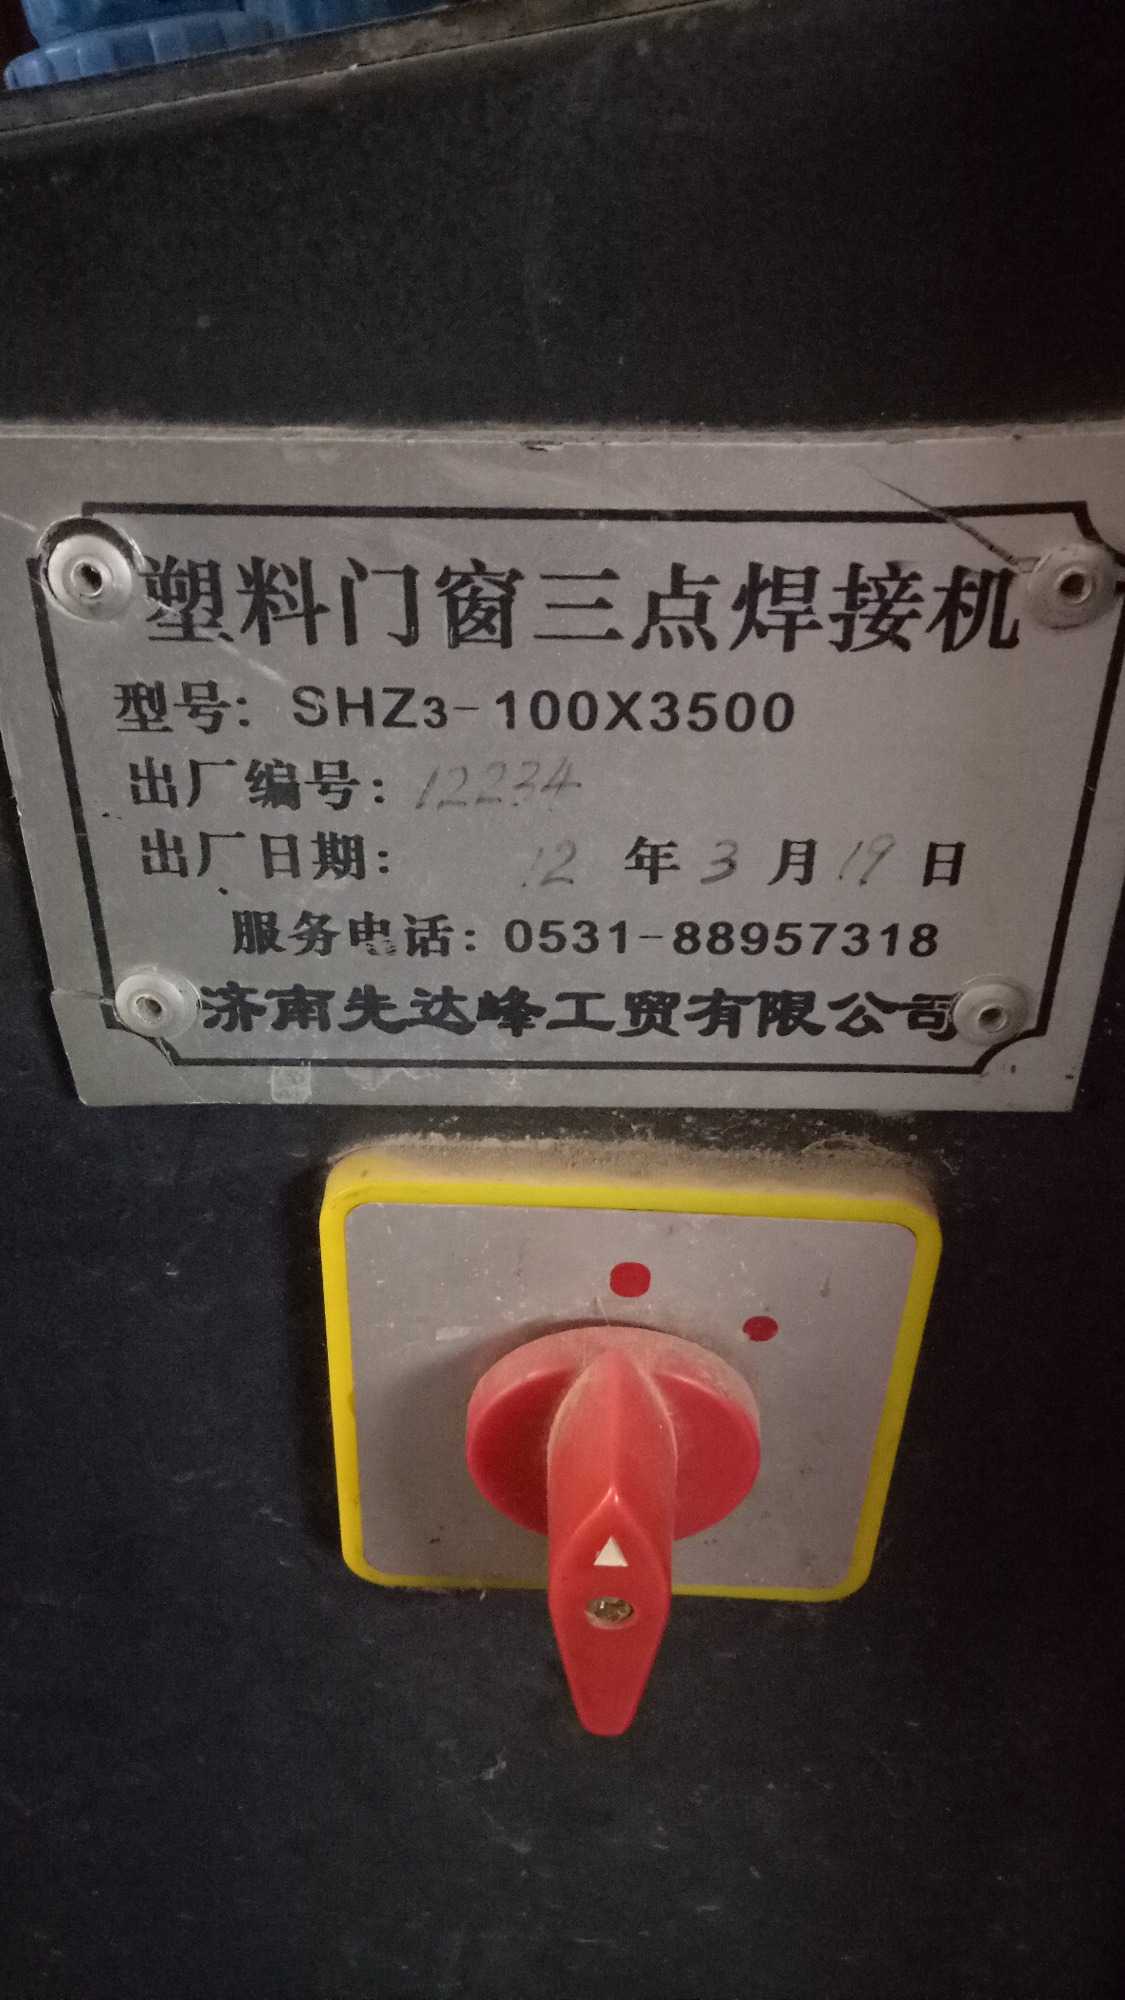 塑料门窗三点焊接机
型号: SHZ3-100X3500
出厂编号: 12234
出厂日期: 12 年 3 月 19 日
服务电话: 0531-88957318
济南先达峰工贸有限公司